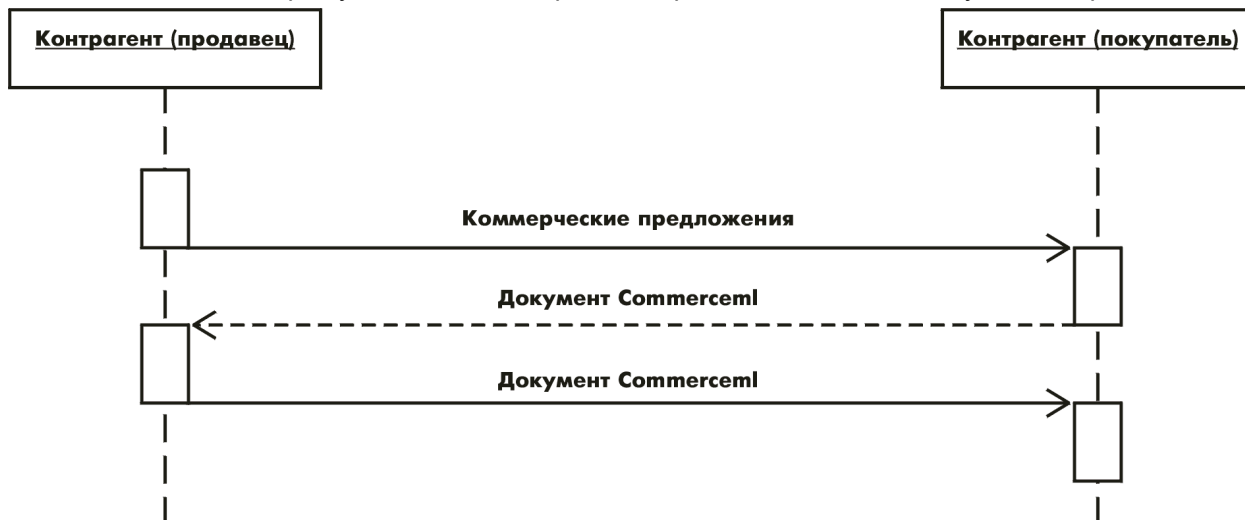 Контрагент (продавец)
Контрагент (покупатель)
Коммерческие предложения
Документ Commerceml
Документ Commerceml